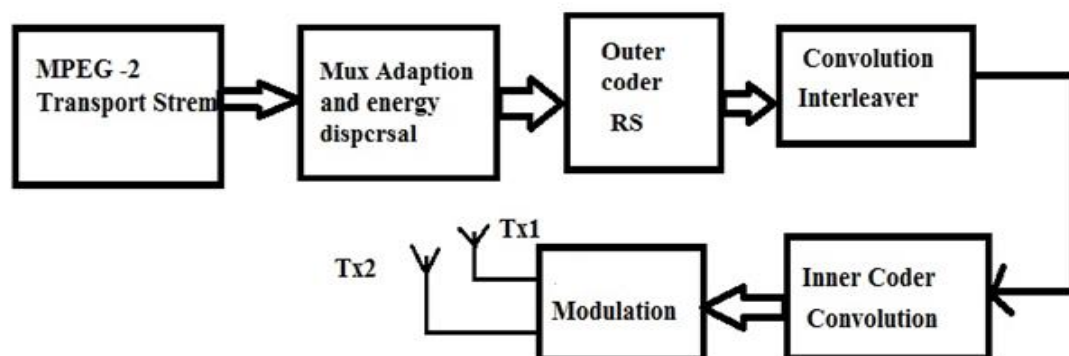 MPEG -2
Transport Strem
Mux Adaption
and energy
dispcrsal
Outer
coder
RS
Convolution
Interleaver
Tx1
Tx2
Modulation
Inner Coder
Convolution